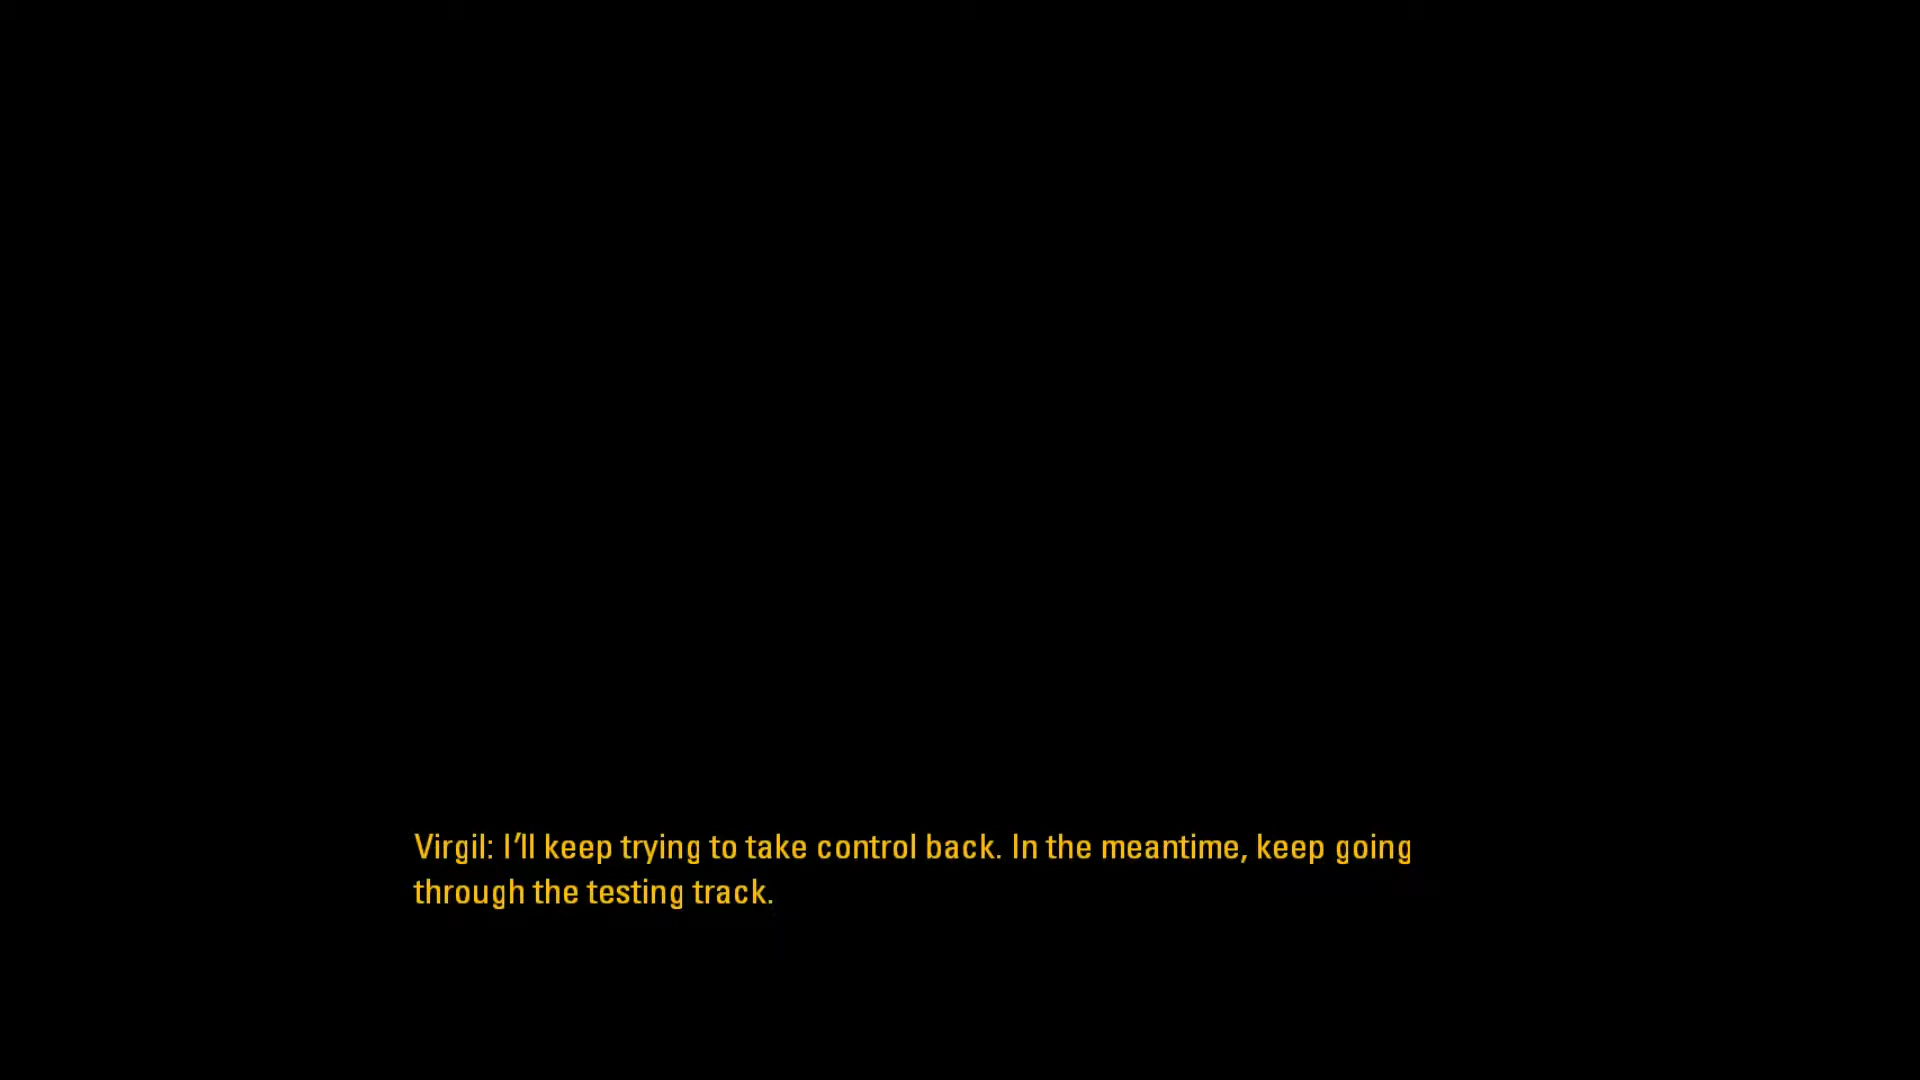 Virgil: I’ll keep trying to take control back. In the meantime, keep going
through the testing track.